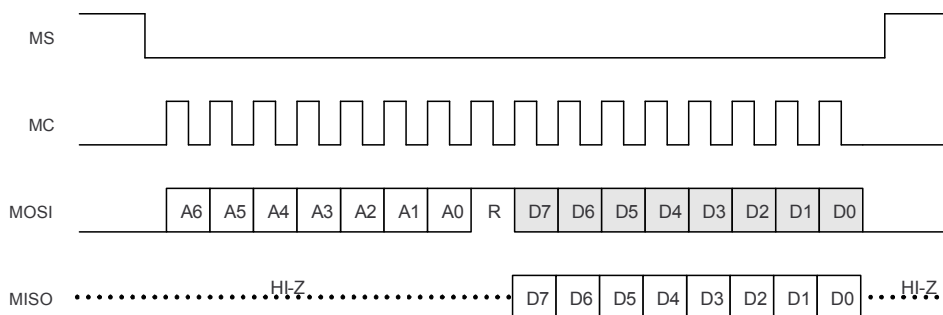 MS
MC
MOSI A6 A5 A4 A3 A2 A1 A0 R D7 D6 D5 D4 D3 D2 D1 D0
MISO HI-Z D7 D6 D5 D4 D3 D2 D1 D0 HI-Z